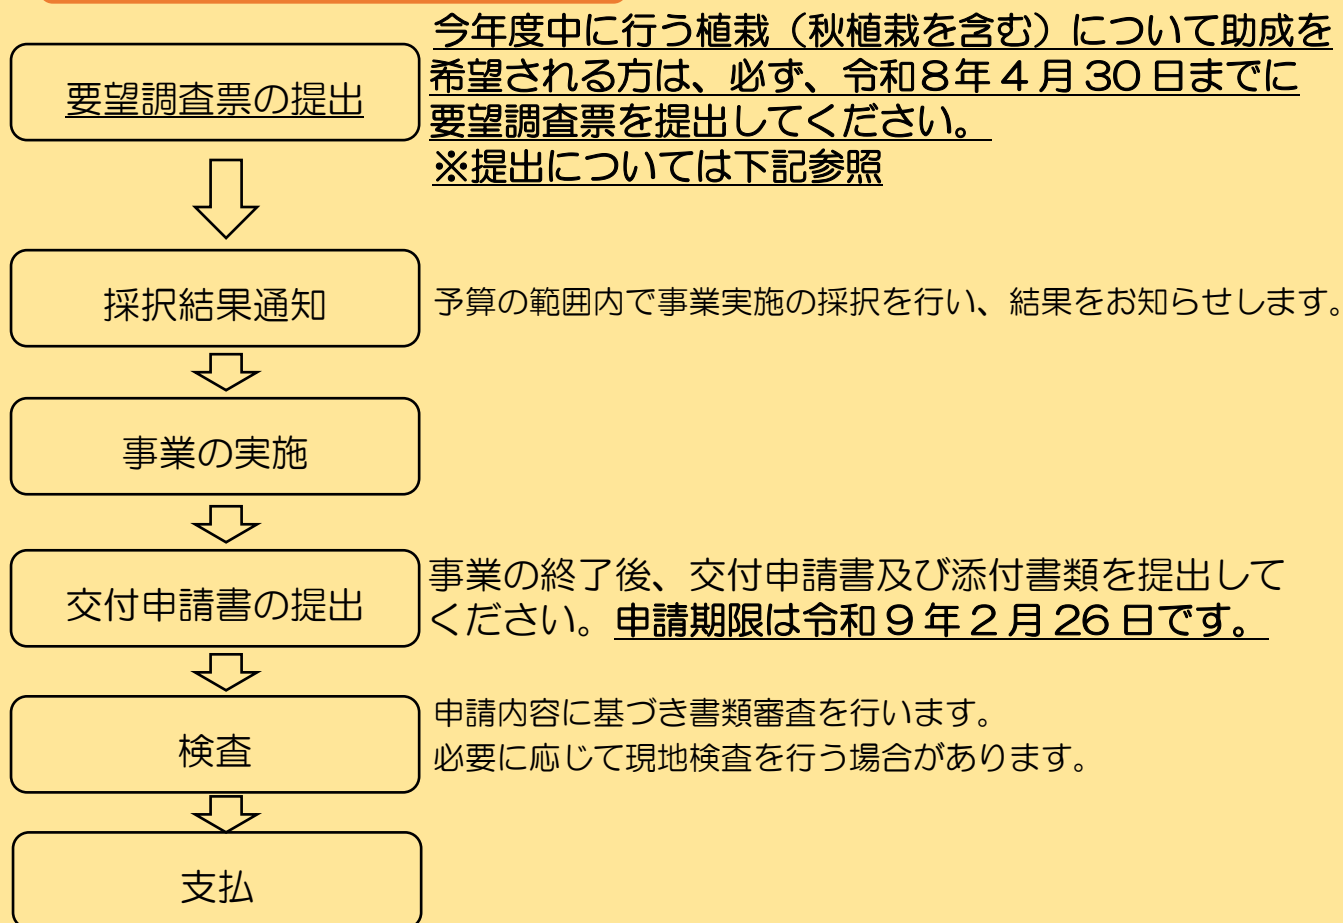 今年度中に行う植栽（秋植栽を含む）について助成を
希望される方は、必ず、令和８年４月30日までに
要望調査票を提出してください。
※提出については下記参照
要望調査票の提出
採択結果通知
予算の範囲内で事業実施の採択を行い、結果をお知らせします。
事業の実施
交付申請書の提出
事業の終了後、交付申請書及び添付書類を提出して
ください。申請期限は令和９年２月26日です。
検査
申請内容に基づき書類審査を行います。
必要に応じて現地検査を行う場合があります。
支払